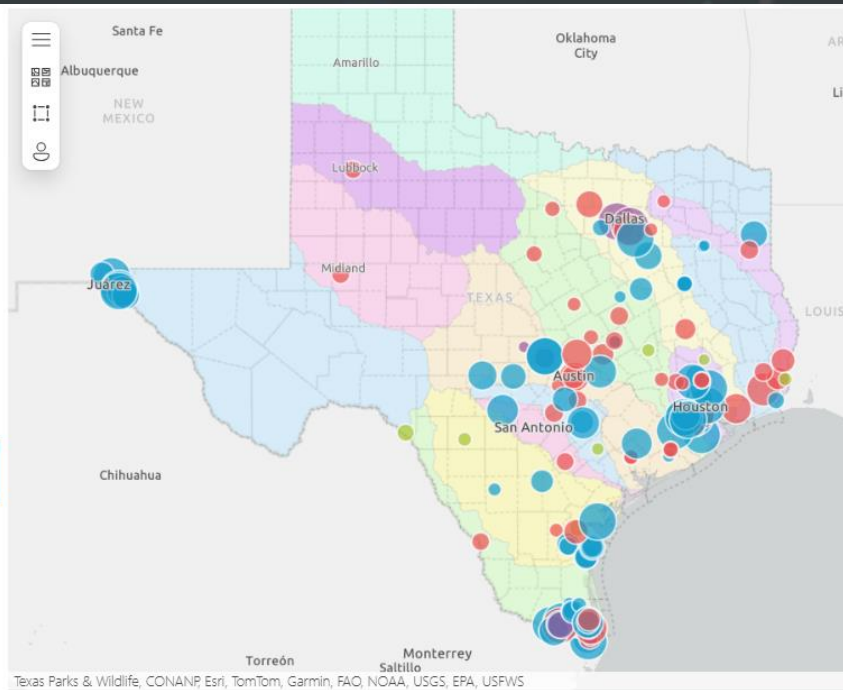 Santa Fe
Oklahoma
City
AR
Albuquerque
Amarillo
Li
NEW
MEXICO
Lubbock
Dallas
Midland
Juárez
TEXAS
LOUIS
Austin
Houston
San Antonio
Chihuahua
Monterrey
Torreón
Saltillo
Texas Parks & Wildlife, CONANP, Esri, TomTom, Garmin, FAO, NOAA, USGS, EPA, USFWS